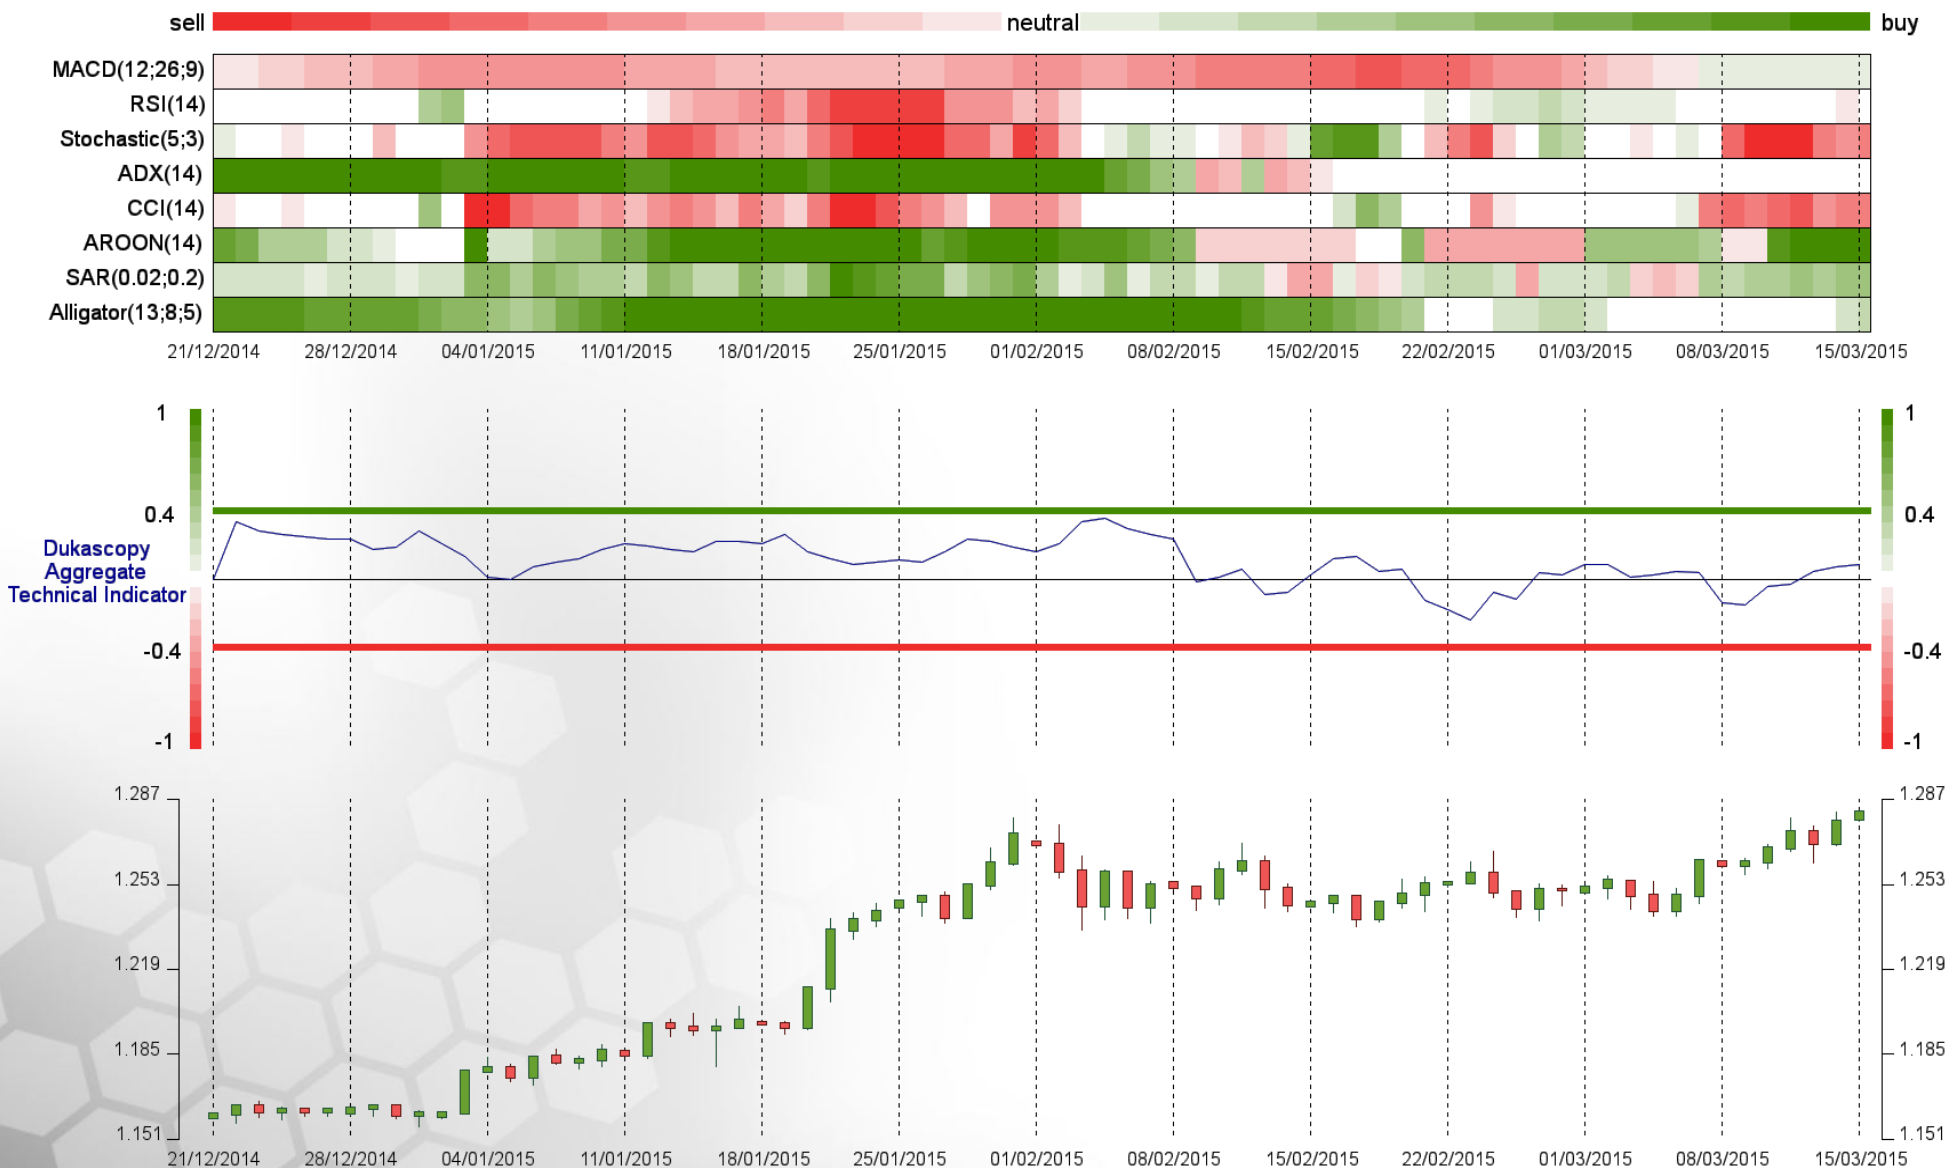 sell neutral buy
MACD(12;26;9)
RSI(14)
Stochastic(5;3)
ADX(14)
CCI(14)
AROON(14)
SAR(0.02;0.2)
Alligator(13;8;5)
21/12/2014 28/12/2014 04/01/2015 11/01/2015 18/01/2015 25/01/2015 01/02/2015 08/02/2015 15/02/2015 22/02/2015 01/03/2015 08/03/2015 15/03/2015
1 1
0.4 0.4
Dukascopy
Aggregate
Technical Indicator
-0.4 -0.4
-1 -1
1.287 1.287
1.253 1.253
1.219 1.219
1.185 1.185
1.151 1.151
21/12/2014 28/12/2014 04/01/2015 11/01/2015 18/01/2015 25/01/2015 01/02/2015 08/02/2015 15/02/2015 22/02/2015 01/03/2015 08/03/2015 15/03/2015